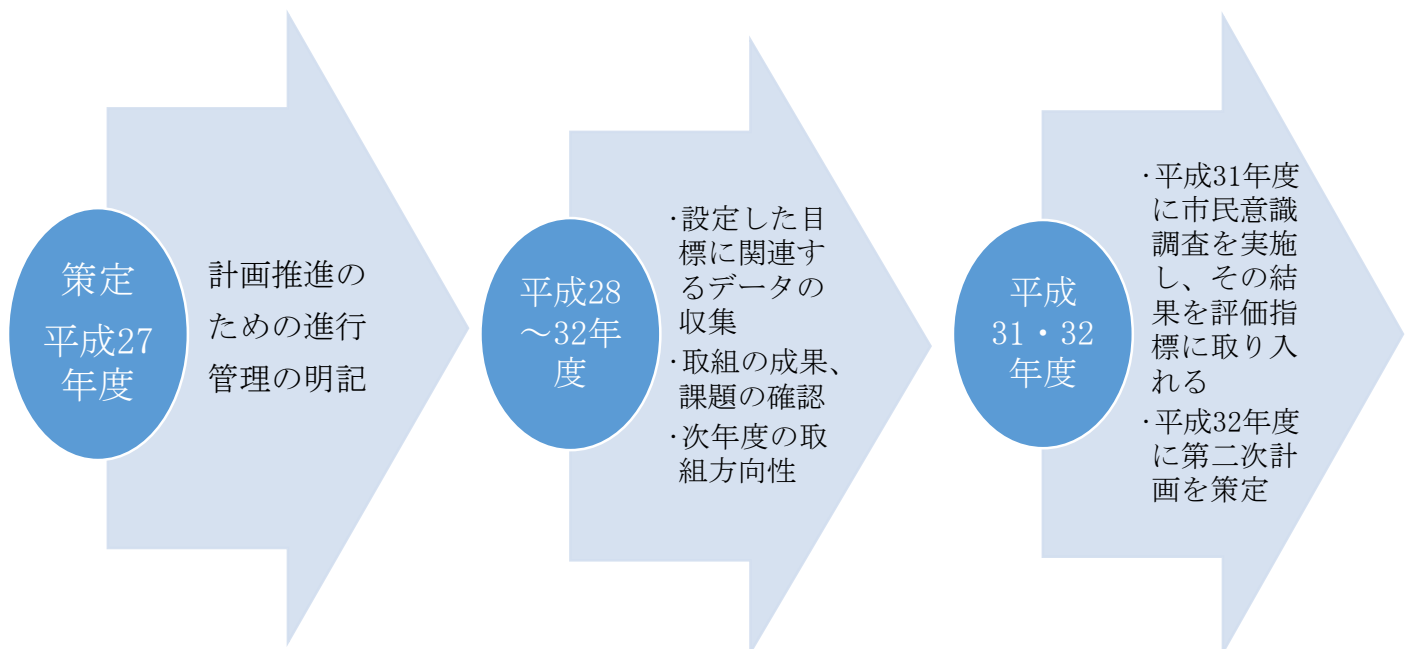 策定
平成27
年度
計画推進の
ための進行
管理の明記
平成28
～32年
度
・設定した目
標に関連す
るデータの
収集
・取組の成果、
課題の確認
・次年度の取
組方向性
平成
31・32
年度
・平成31年度
に市民意識
調査を実施
し、その結
果を評価指
標に取り入
れる
・平成32年度
に第二次計
画を策定